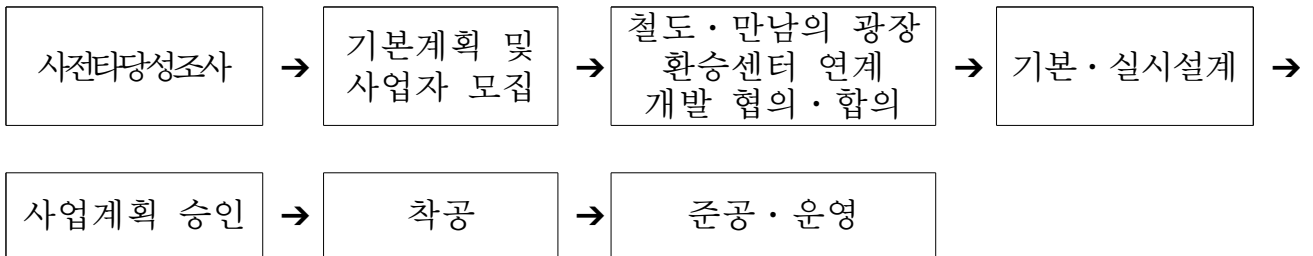 사전타당성조사 ➔ 기본계획 및
사업자 모집 ➔ 철도·만남의 광장
환승센터 연계
개발 협의·합의 ➔ 기본·실시설계 ➔
사업계획 승인 ➔ 착공 ➔ 준공·운영